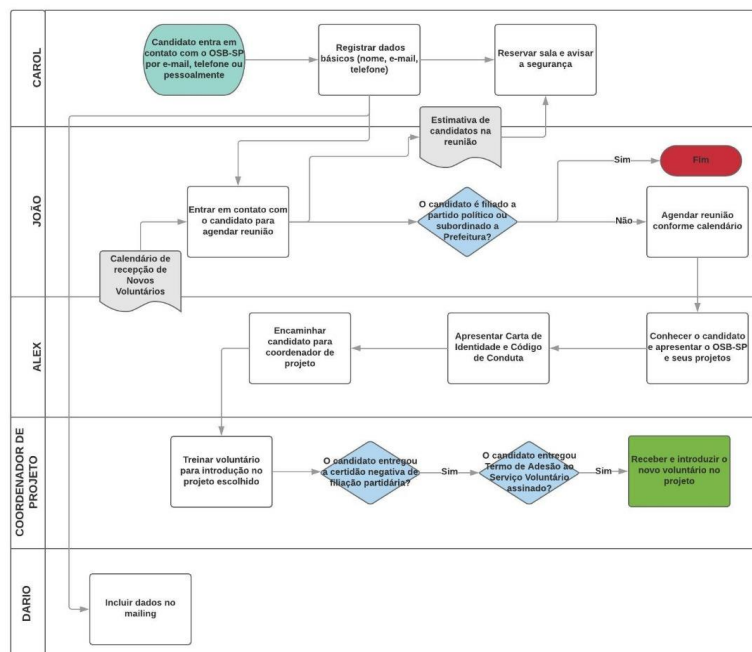 CAROL
Candidato entra em
contato com o OSB-SP
por e-mail, telefone ou
pessoalmente
Registrar dados
básicos (nome, e-mail,
telefone)
Reservar sala e avisar
a segurança
JOÃO
Estimativa de
candidatos na
reunião
Entrar em contato com
o candidato para
agendar reunião
Calendário de
recepção de
Novos
Voluntários
O candidato é filiado a
partido político ou
subordinado a
Prefeitura?
Sim
Fim
Não
Agendar reunião
conforme calendário
ALEX
Conhecer o candidato
e apresentar o OSB-SP
e seus projetos
Apresentar Carta de
Identidade e Código
de Conduta
Encaminhar
candidato para
coordenador de
projeto
COORDENADOR DE
PROJETO
Treinar voluntário
para introdução no
projeto escolhido
O candidato entregou
a certidão negativa de
filiação partidária?
Sim
O candidato entregou
Termo de Adesão ao
Serviço Voluntário
assinado?
Sim
Receber e introduzir o
novo voluntário no
projeto
DARIO
Incluir dados no
mailing